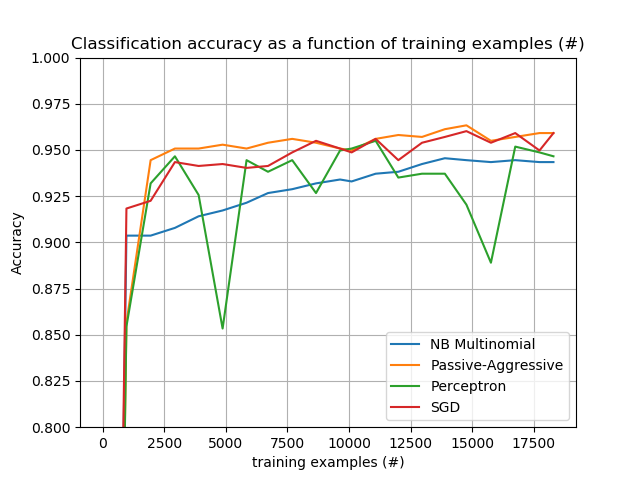 Classification accuracy as a function of training examples (#)
1.000
0.975
0.950
0.925
0.900
0.875
0.850
0.825
0.800
Accuracy
NB Multinomial
Passive-Aggressive
Perceptron
SGD
0 2500 5000 7500 10000 12500 15000 17500
training examples (#)